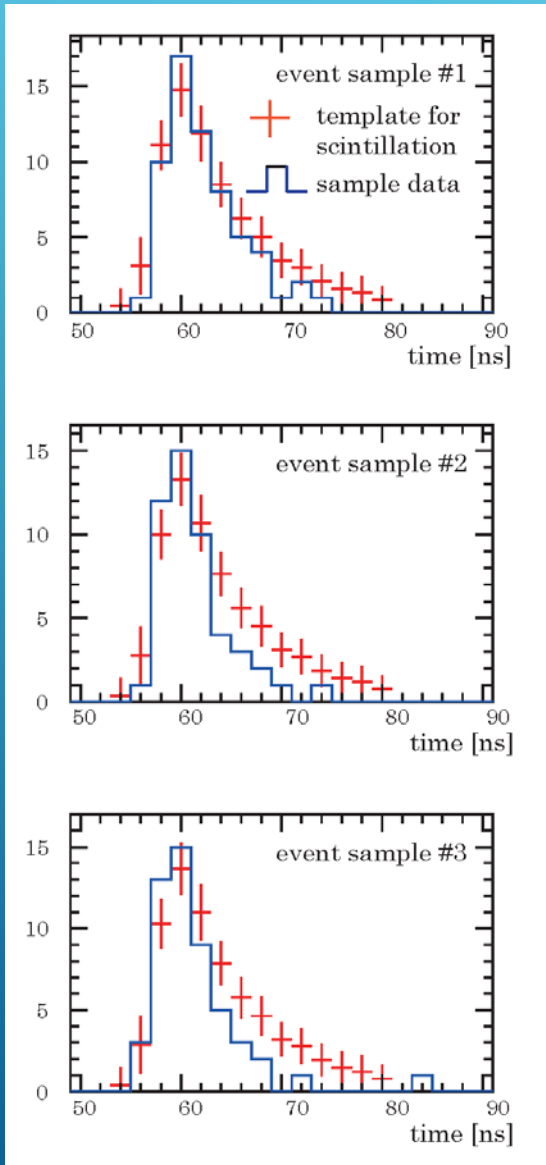 event sample #1
template for
scintillation
sample data
15
10
5
0
50 60 70 80 90
time [ns]
event sample #2
15
10
5
0
50 60 70 80 90
time [ns]
event sample #3
15
10
5
0
50 60 70 80 90
time [ns]